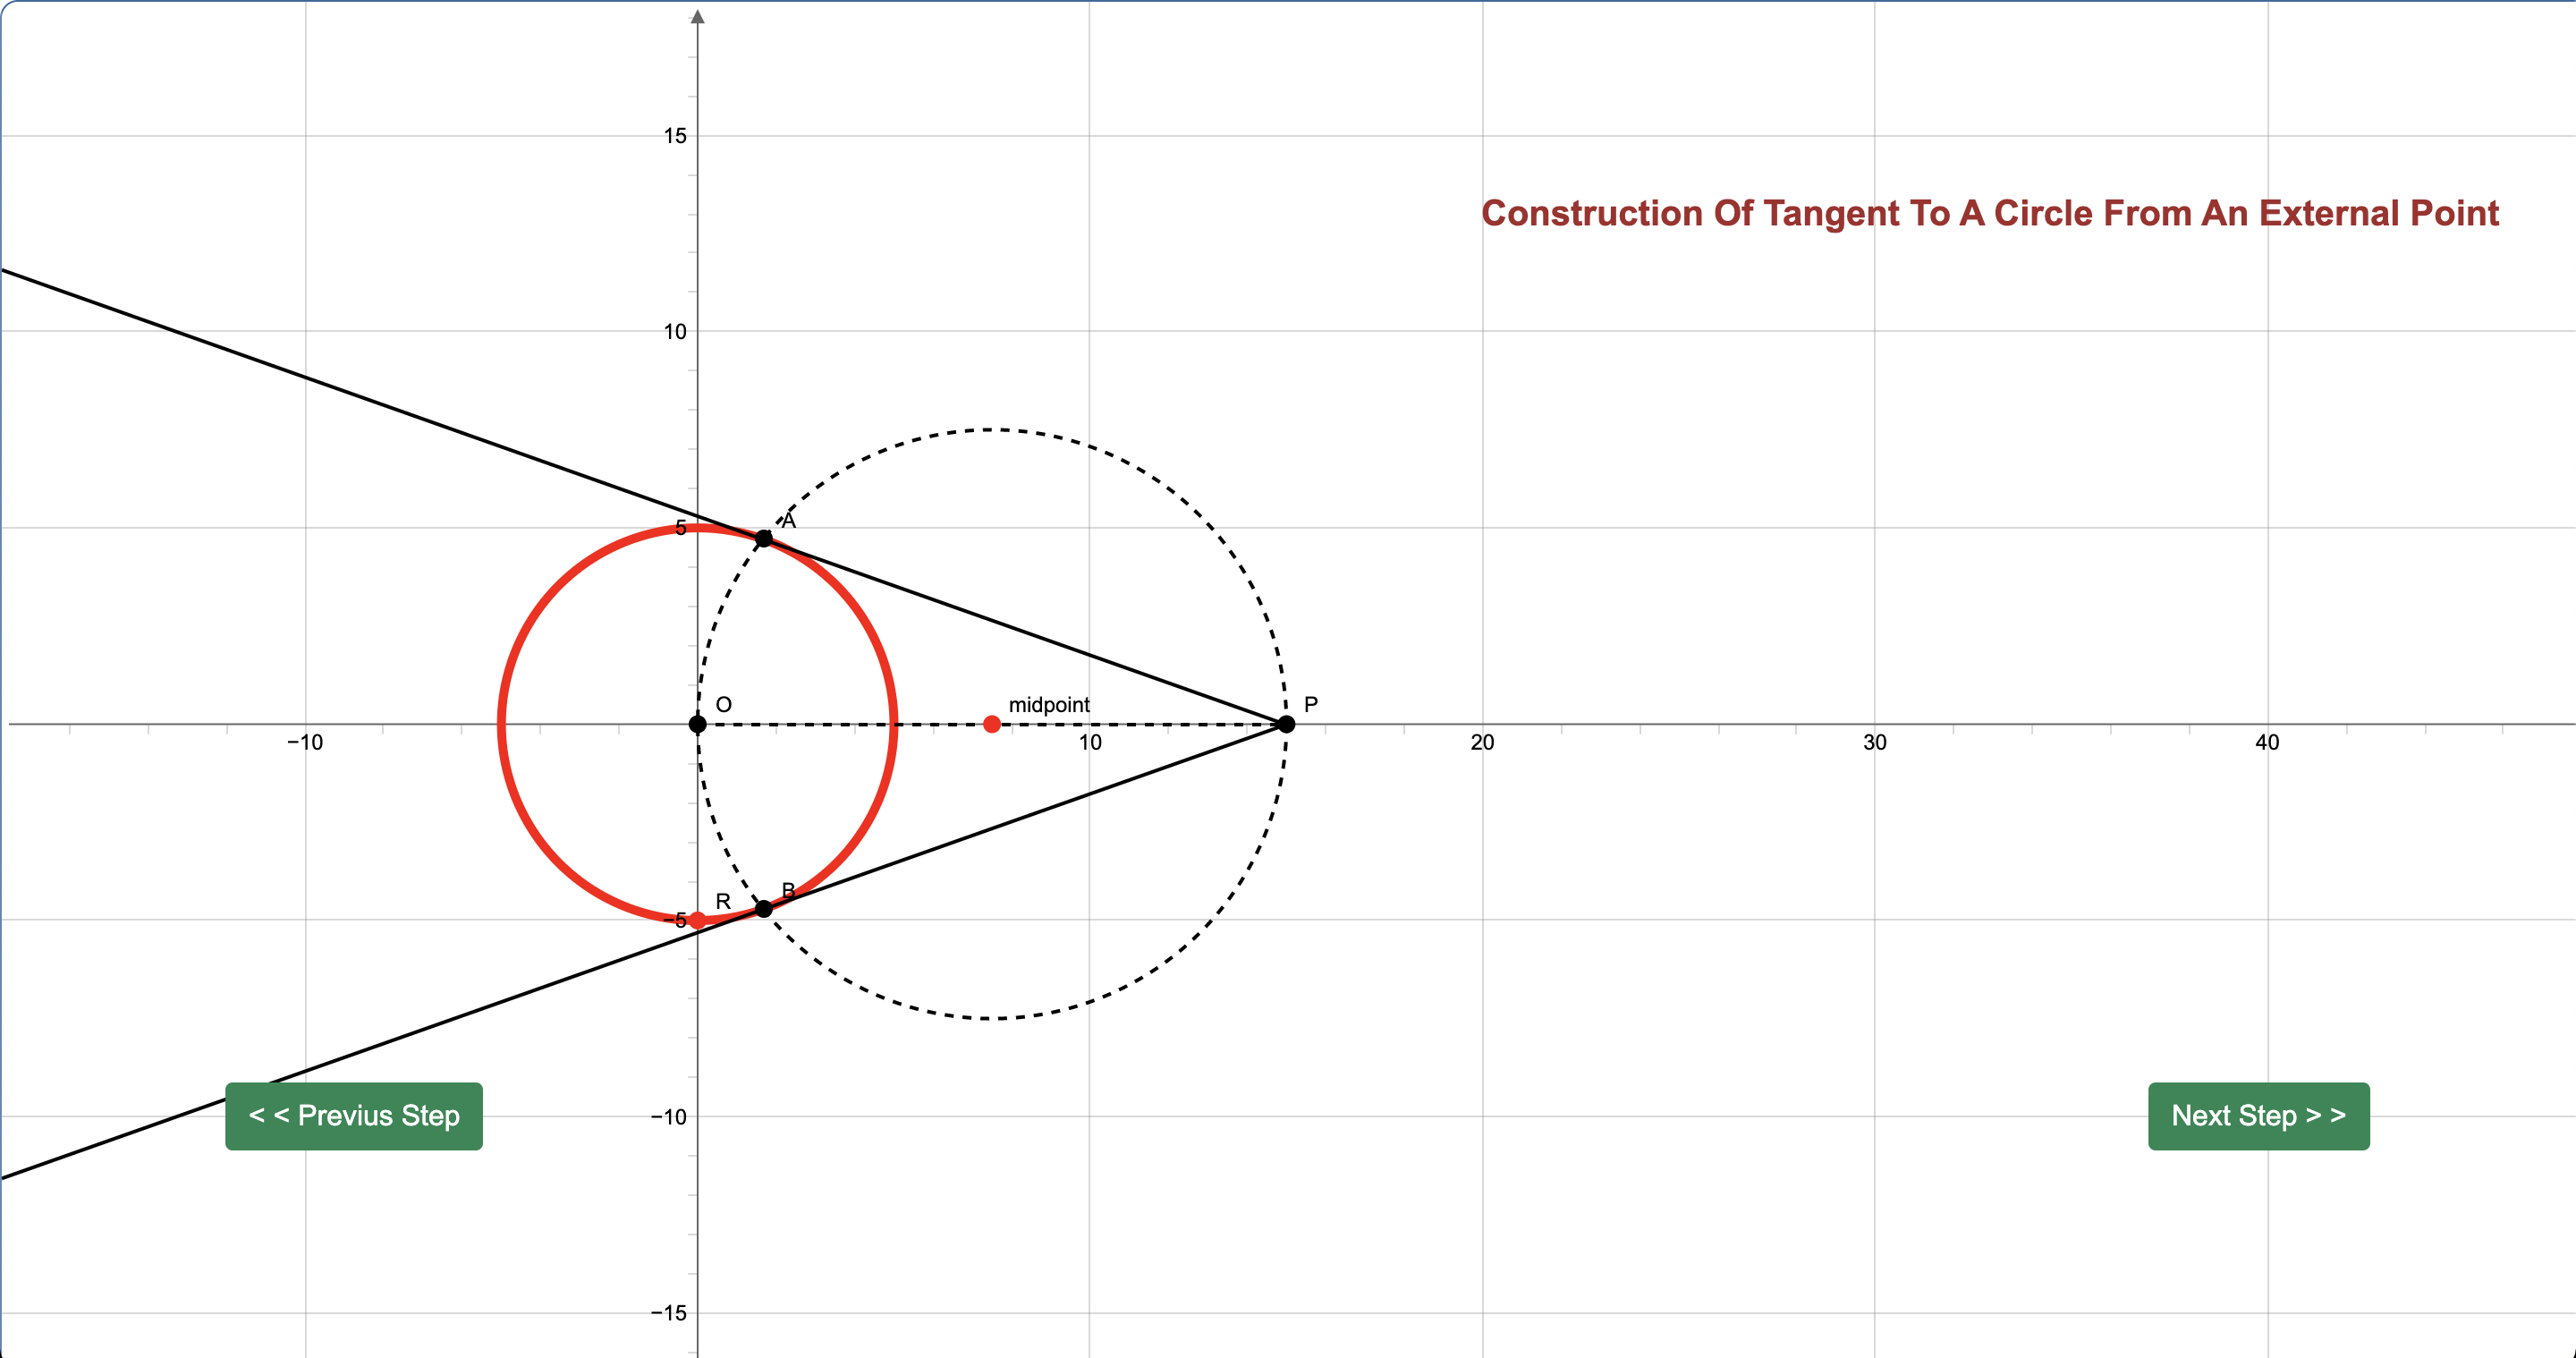 15
Construction Of Tangent To A Circle From An External Point
10
5
A
O
midpoint
P
−10
10
20
30
40
B
R
−5
< < Previus Step
−10
Next Step > >
−15